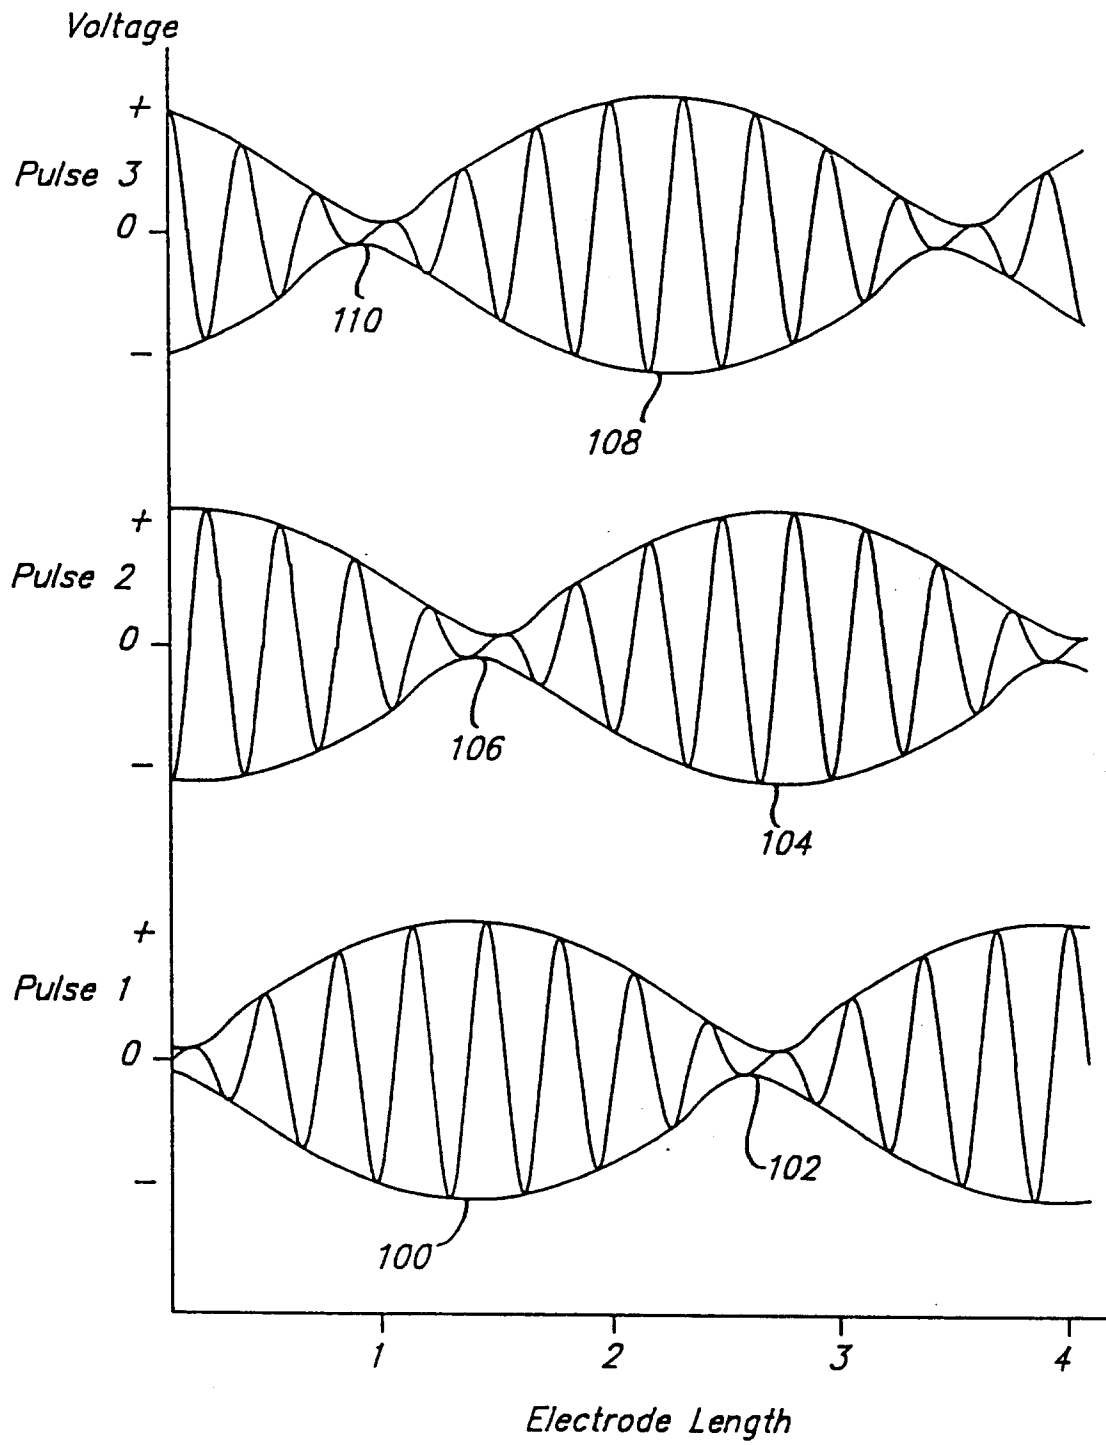 Voltage
+
Pulse 3
0
110
−
108
+
Pulse 2
0
106
−
104
+
Pulse 1
0
102
−
100
1 2 3 4
Electrode Length